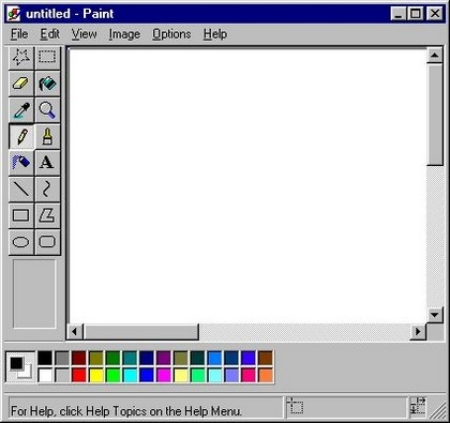 untitled - Paint
File Edit View Image Options Help
A
For Help, click Help Topics on the Help Menu.